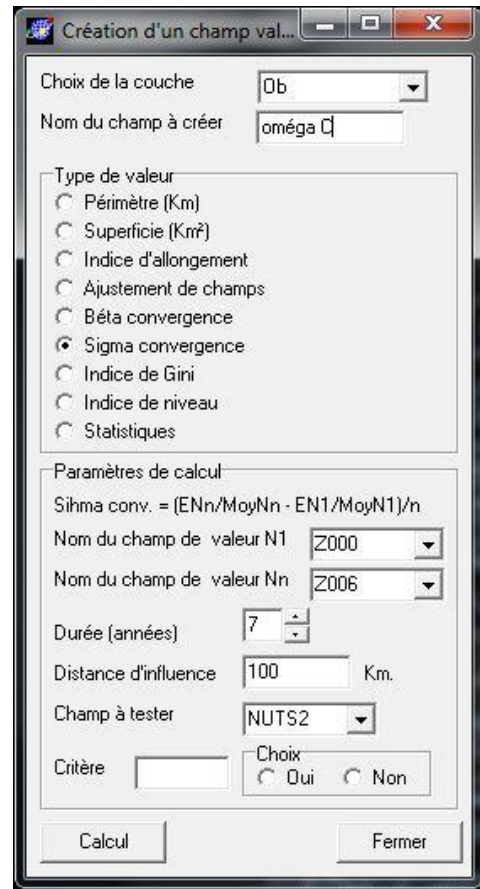 Création d'un champ val...
Choix de la couche Ob
Nom du champ à créer oméga C
Type de valeur
Périmètre (Km)
Superficie (Km²)
Indice d'allongement
Ajustement de champs
Béta convergence
Sigma convergence
Indice de Gini
Indice de niveau
Statistiques
Paramètres de calcul
Sihma conv. = (ENn/MoyNn - EN1/MoyN1)/n
Nom du champ de valeur N1 Z000
Nom du champ de valeur Nn Z006
Durée (années) 7
Distance d'influence 100 Km.
Champ à tester NUTS2
Choix
Critère Oui Non
Calcul Fermer